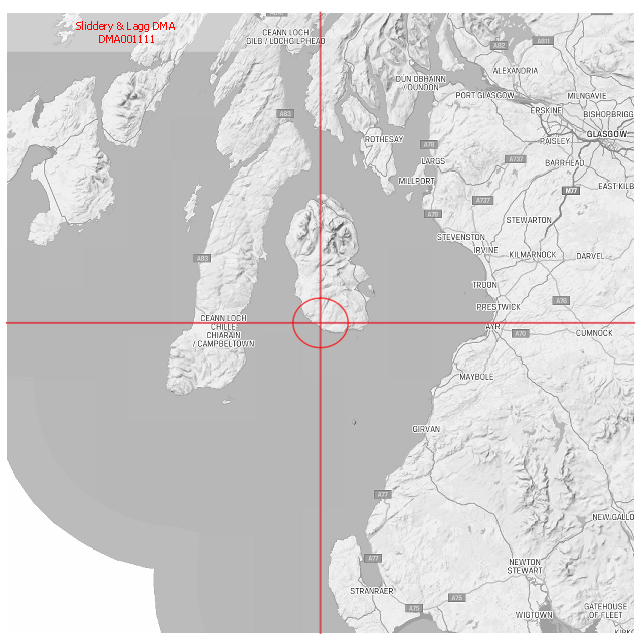 Sliddery & Lagg DMA
DMA001111
CEANN LOCH
GILB / LOCHGILPHEAD
A82
A811
ALEXANDRIA
DUN OBHAINN
/ DUNOON
PORT GLASGOW
MILNGAVIE
ERSKINE
BISHOPBRIGG
A83
GLASGOW
ROTHESAY
A78
PAISLEY
LARGS
A737
BARRHEAD
MILLPORT
M77
EAST KILB
A737
A78
STEWARTON
STEVENSTON
IRVINE
KILMARNOCK
DARVEL
A83
TROON
A76
PRESTWICK
CEANN LOCH
CHILLE
CHIARAIN
/ CAMPBELTOWN
AYR
A70
CUMNOCK
MAYBOLE
GIRVAN
A77
NEW GALLO
A77
NEWTON
STEWART
STRANRAER
A75
A75
WIGTOWN
GATEHOUSE
OF FLEET